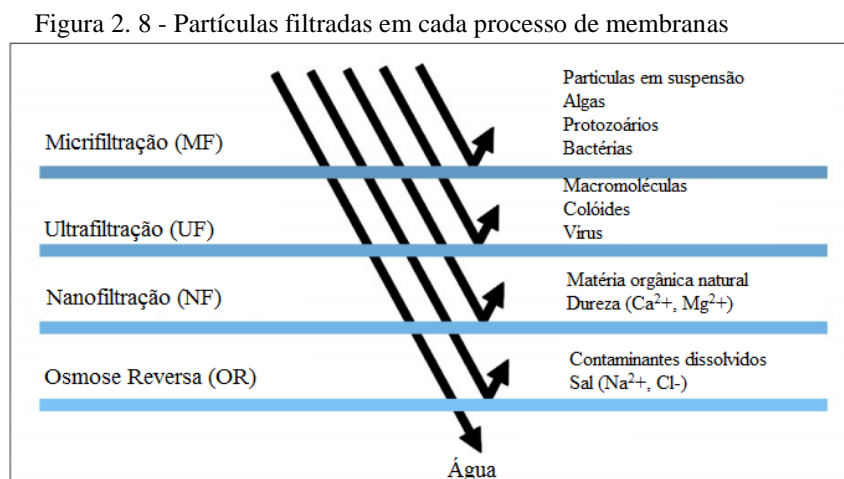 Figura 2. 8 - Partículas filtradas em cada processo de membranas
Micrifiltração (MF)
Particulas em suspensão
Algas
Protozoários
Bactérias
Ultrafiltração (UF)
Macromoléculas
Colóides
Vírus
Nanofiltração (NF)
Matéria orgânica natural
Dureza (Ca²⁺, Mg²⁺)
Osmose Reversa (OR)
Contaminantes dissolvidos
Sal (Na²⁺, Cl-)
Água